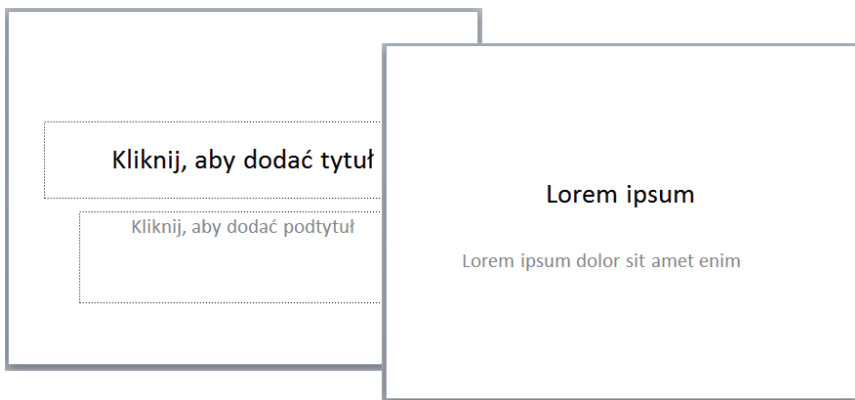 Kliknij, aby dodać tytuł
Kliknij, aby dodać podtytuł
Lorem ipsum
Lorem ipsum dolor sit amet enim